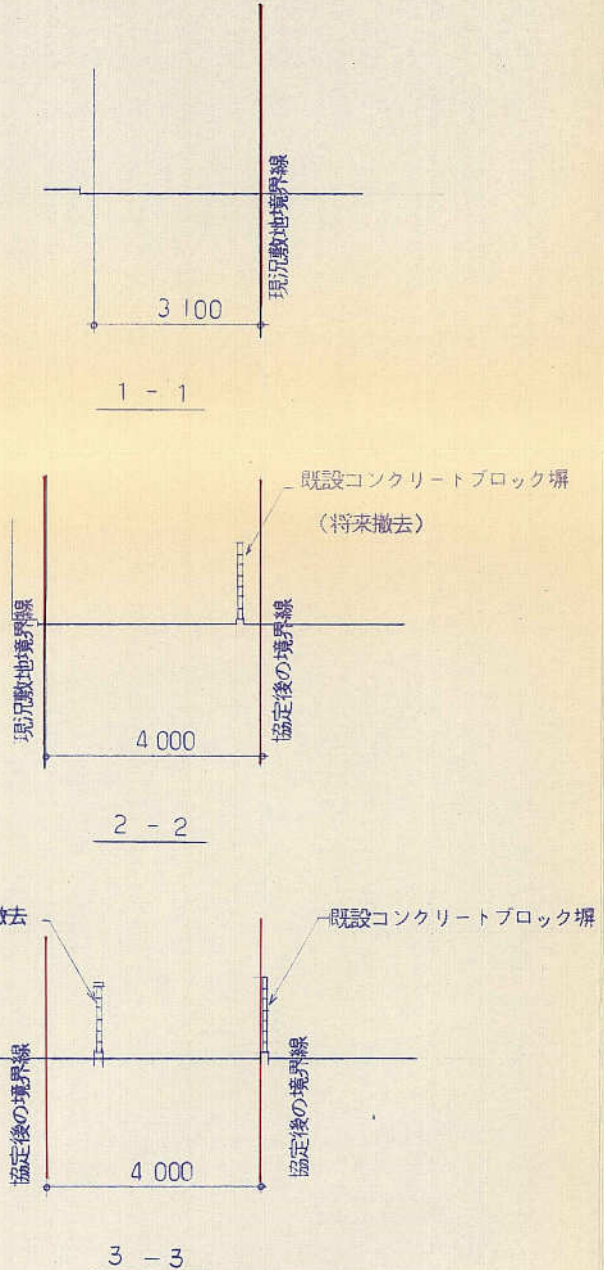 現況敷地境界線
3 100
1 - 1
既設コンクリートブロック塀
（将来撤去）
現況敷地境界線
協定後の境界線
4 000
2 - 2
撤去
既設コンクリートブロック塀
協定後の境界線
協定後の境界線
4 000
3 - 3